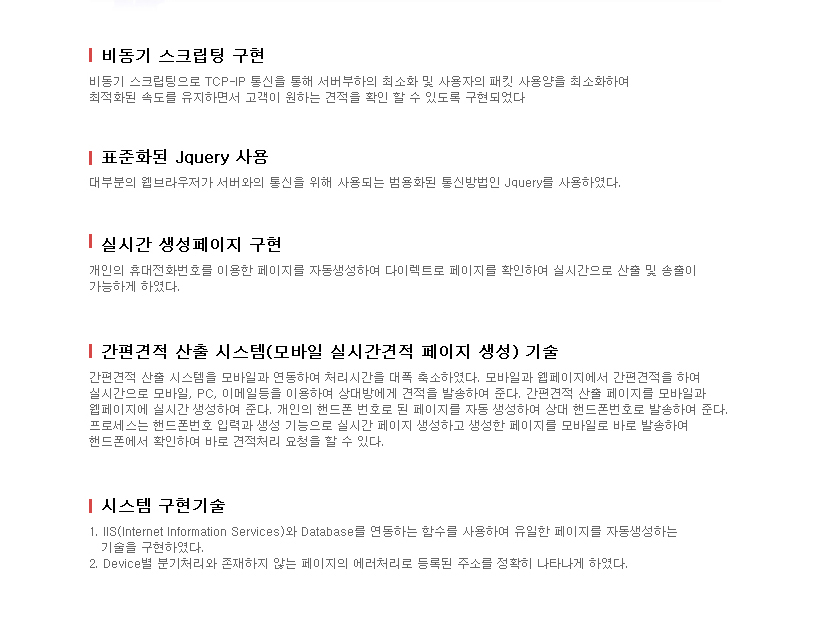 비동기 스크립팅 구현
비동기 스크립팅으로 TCP-IP 통신을 통해 서버부하의 최소화 및 사용자의 패킷 사용양을 최소화하여
최적화된 속도를 유지하면서 고객이 원하는 견적을 확인 할 수 있도록 구현되었다
표준화된 Jquery 사용
대부분의 웹브라우저가 서버와의 통신을 위해 사용되는 범용화된 통신방법인 Jquery를 사용하였다.
실시간 생성페이지 구현
개인의 휴대전화번호를 이용한 페이지를 자동생성하여 다이렉트로 페이지를 확인하여 실시간으로 산출 및 송출이
가능하게 하였다.
간편견적 산출 시스템(모바일 실시간견적 페이지 생성) 기술
간편견적 산출 시스템을 모바일과 연동하여 처리시간을 대폭 축소하였다. 모바일과 웹페이지에서 간편견적을 하여
실시간으로 모바일, PC, 이메일등을 이용하여 상대방에게 견적을 발송하여 준다. 간편견적 산출 페이지를 모바일과
웹페이지에 실시간 생성하여 준다. 개인의 핸드폰 번호로 된 페이지를 자동 생성하여 상대 핸드폰번호로 발송하여 준다.
프로세스는 핸드폰번호 입력과 생성 기능으로 실시간 페이지 생성하고 생성한 페이지를 모바일로 바로 발송하여
핸드폰에서 확인하여 바로 견적처리 요청을 할 수 있다.
시스템 구현기술
1. IIS(Internet Information Services)와 Database를 연동하는 함수를 사용하여 유일한 페이지를 자동생성하는
기술을 구현하였다.
2. Device별 분기처리와 존재하지 않는 페이지의 에러처리로 등록된 주소를 정확히 나타나게 하였다.